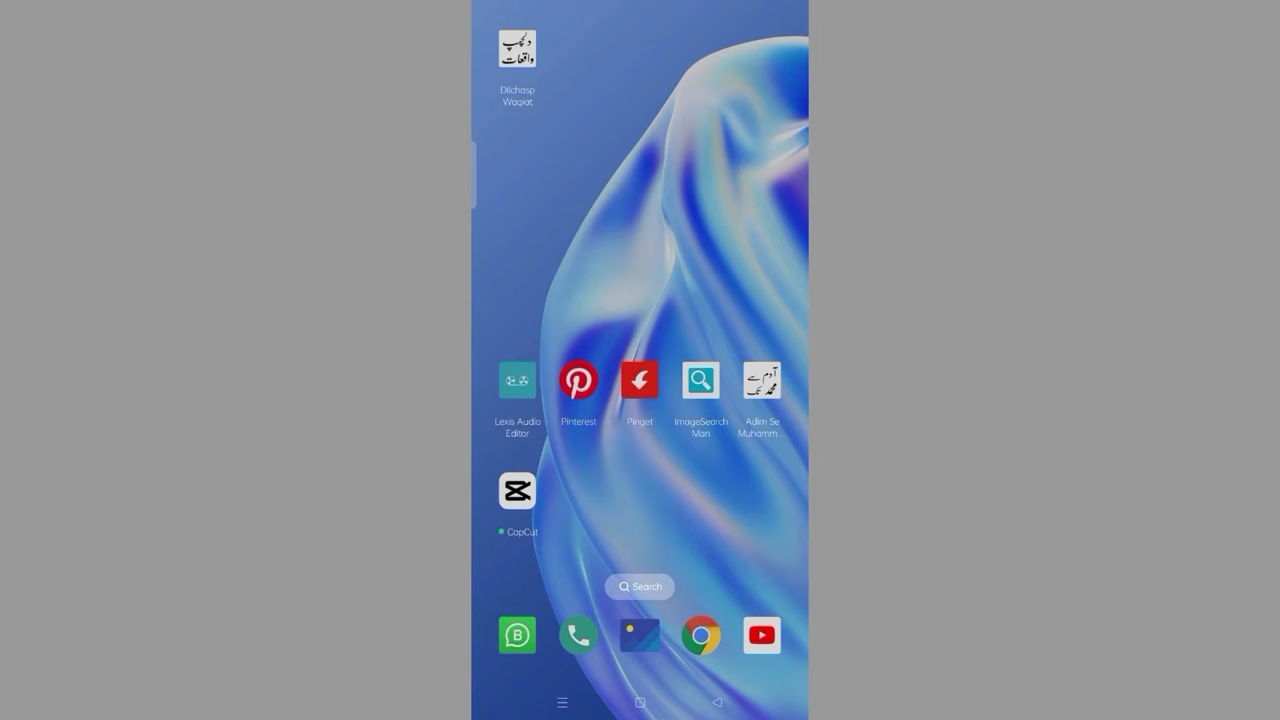 دلچسپ
واقعات
Dilchasp
Waqiat
Lexis Audio
Editor
Pinterest
Pinget
ImageSearch
Man
آدم سے
محمد تک
Adim Se
Muhamm...
CapCut
Search